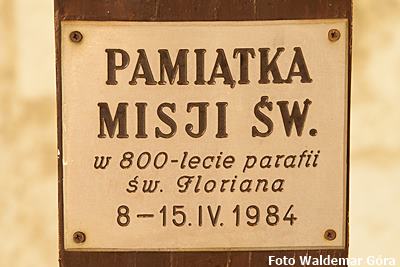 PAMIĄTKA
MISJI ŚW.
w 800-lecie parafii
św. Floriana
8-15.IV.1984
Foto Waldemar Góra